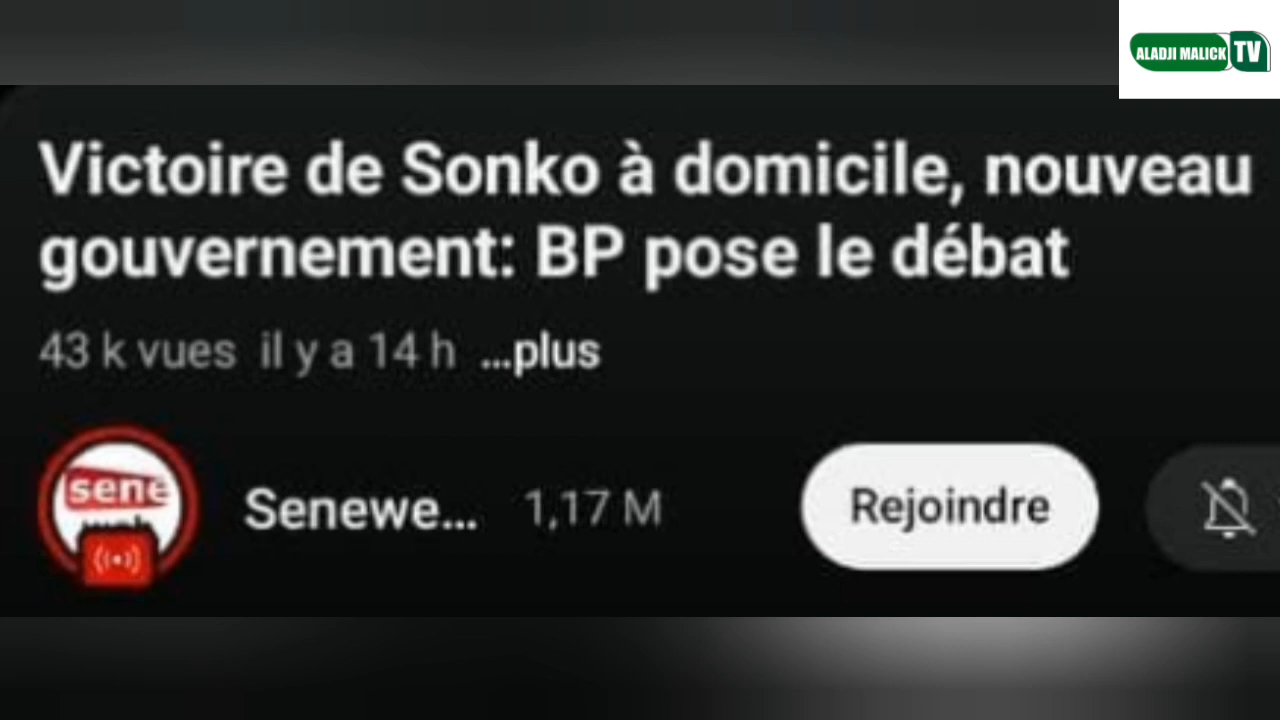 ALADJI MALICK TV
Victoire de Sonko à domicile, nouveau
gouvernement: BP pose le débat
43 k vues il y a 14 h ...plus
sene
Senewe... 1,17 M
Rejoindre